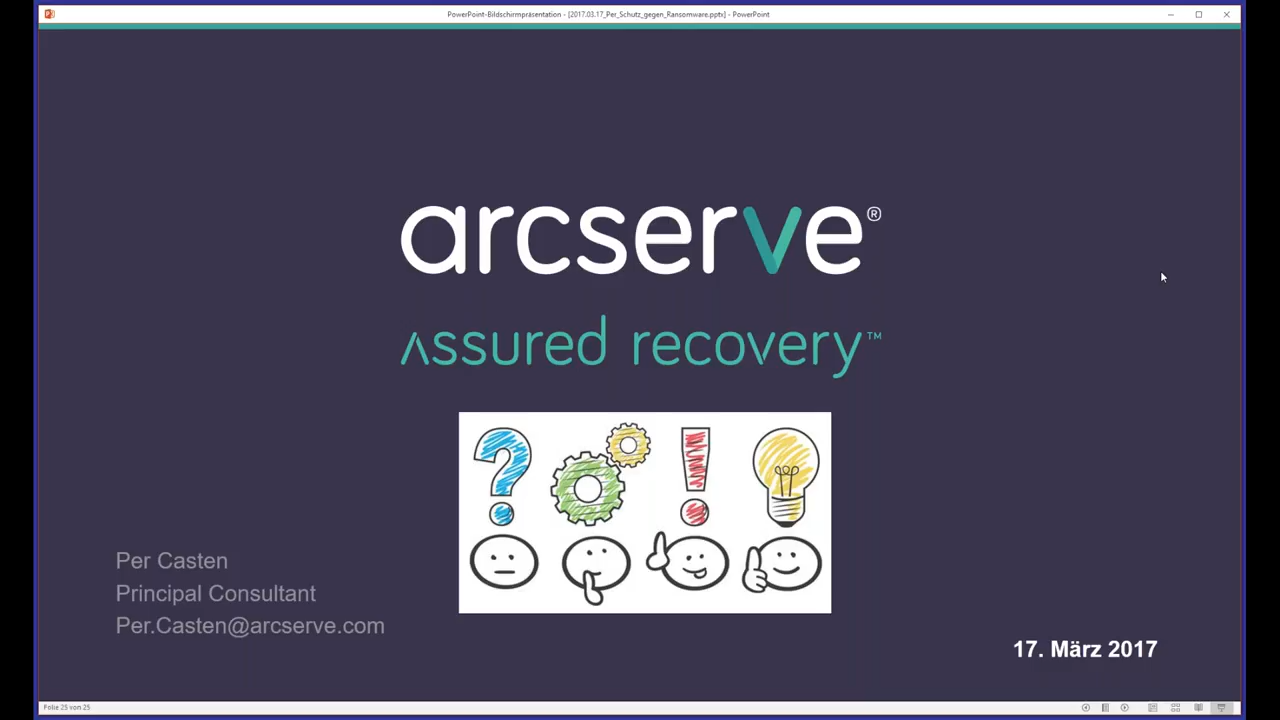 PowerPoint-Bildschirmpräsentation - [2017.03.17_Per_Schutz_gegen_Ransomware.pptx] - PowerPoint
arcserve®
Assured recovery™
Per Casten
Principal Consultant
Per.Casten@arcserve.com
17. März 2017
Folie 25 von 25